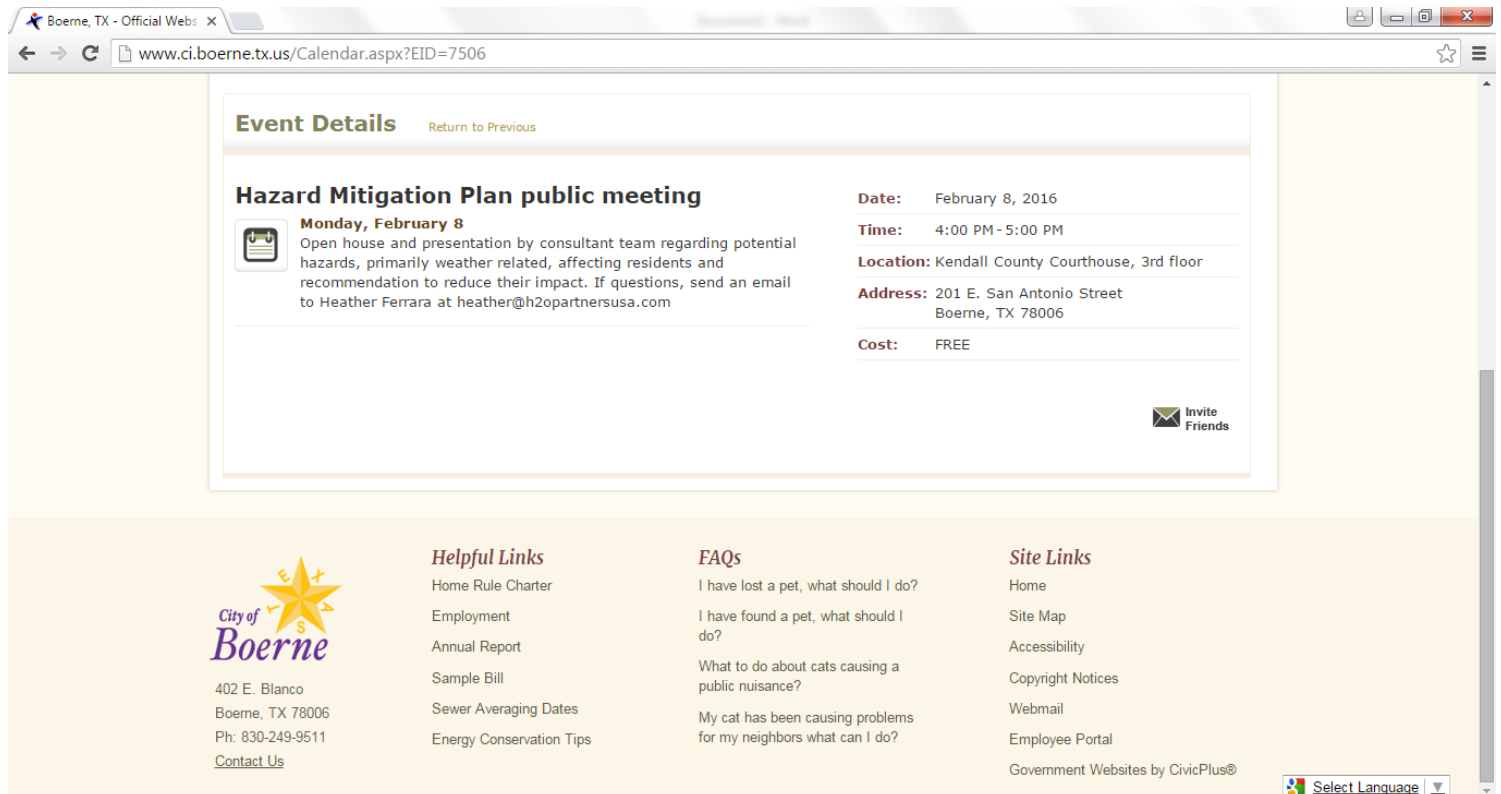 Boerne, TX - Official Webs
www.ci.boerne.tx.us/Calendar.aspx?EID=7506
Event Details Return to Previous
Hazard Mitigation Plan public meeting
Monday, February 8
Open house and presentation by consultant team regarding potential
hazards, primarily weather related, affecting residents and
recommendation to reduce their impact. If questions, send an email
to Heather Ferrara at heather@h2opartnersusa.com
Date: February 8, 2016
Time: 4:00 PM - 5:00 PM
Location: Kendall County Courthouse, 3rd floor
Address: 201 E. San Antonio Street
Boerne, TX 78006
Cost: FREE
Invite
Friends
TEXAS
City of
Boerne
402 E. Blanco
Boerne, TX 78006
Ph: 830-249-9511
Contact Us
Helpful Links
Home Rule Charter
Employment
Annual Report
Sample Bill
Sewer Averaging Dates
Energy Conservation Tips
FAQs
I have lost a pet, what should I do?
I have found a pet, what should I
do?
What to do about cats causing a
public nuisance?
My cat has been causing problems
for my neighbors what can I do?
Site Links
Home
Site Map
Accessibility
Copyright Notices
Webmail
Employee Portal
Government Websites by CivicPlus®
Select Language